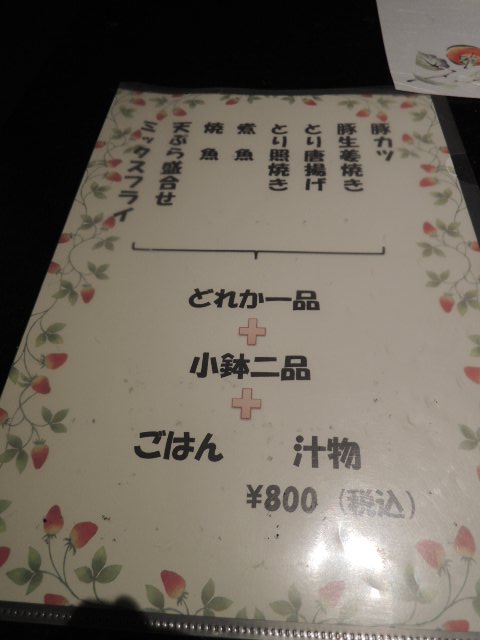 豚カツ
豚生姜焼き
とり唐揚げ
とり照焼き
煮魚
焼魚
天ぷら盛合せ
ミックスフライ
どれか一品
+
小鉢二品
+
ごはん 汁物
¥800（税込）